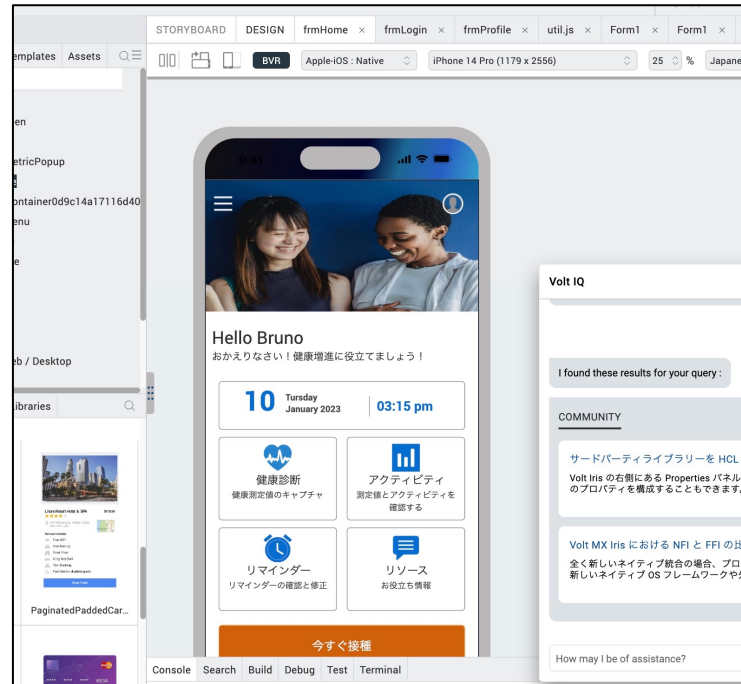 STORYBOARD DESIGN frmHome × frmLogin × frmProfile × util.js × Form1 × Form1 ×
emplates Assets
BVR Apple-iOS : Native iPhone 14 Pro (1179 x 2556) 25 % Japane
en
etricPopup
ontainer0d9c14a17116d40
enu
e
eb / Desktop
ibraries
PaginatedPaddedCar...
9:41
Hello Bruno
おかえりなさい！健康増進に役立てましょう！
10 Tursday
January 2023
03:15 pm
健康診断
健康測定値のキャプチャ
アクティビティ
測定値とアクティビティを
確認する
リマインダー
リマインダーの確認と修正
リソース
お役立ち情報
今すぐ接種
Console Search Build Debug Test Terminal
Volt IQ
I found these results for your query :
COMMUNITY
サードパーティライブラリーを HCL
Volt Iris の右側にある Properties パネル
のプロパティを構成することもできます。
Volt MX Iris における NFI と FFI の比
全く新しいネイティブ統合の場合、プロ
新しいネイティブ OS フレームワークや
How may I be of assistance?